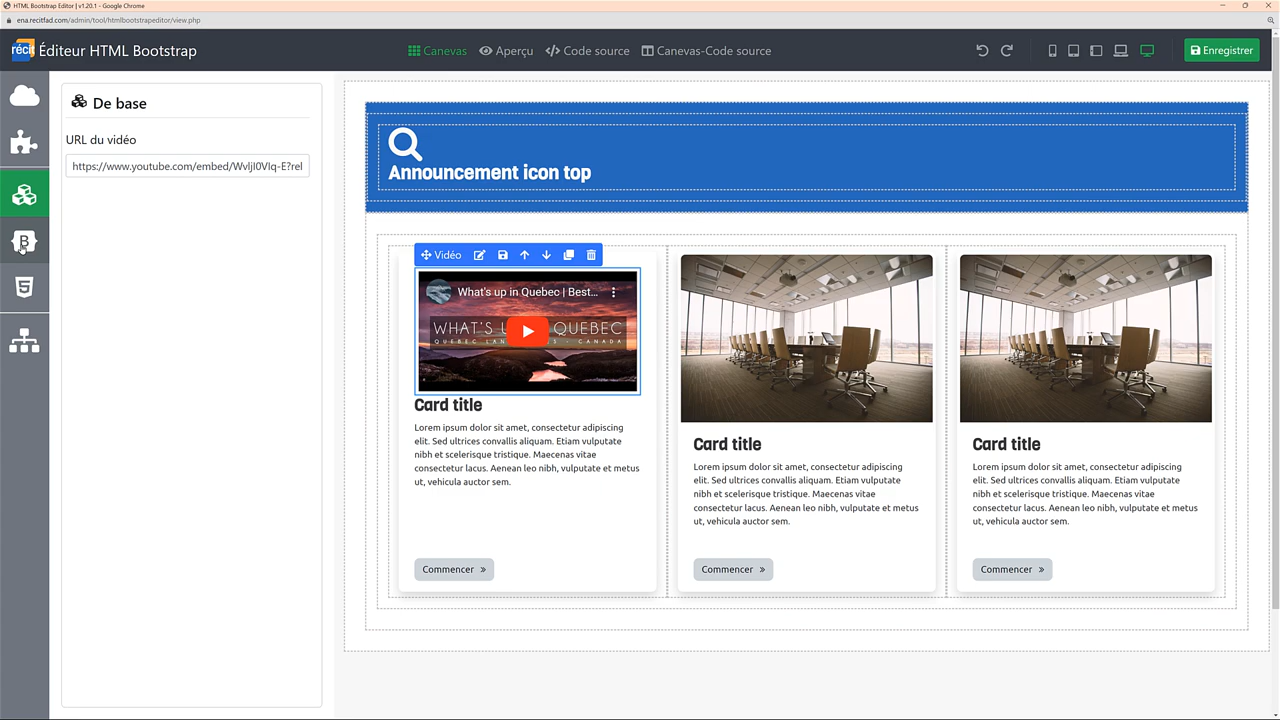 HTML Bootstrap Editor | v1.20.1 - Google Chrome
ena.recitfad.com/admin/tool/htmlbootstrapeditor/view.php
récit Éditeur HTML Bootstrap
Canevas Aperçu Code source Canevas-Code source
Enregistrer
De base
URL du vidéo
https://www.youtube.com/embed/WvljI0VIq-E?rel
B
Announcement icon top
Vidéo
What's up in Quebec | Best...
Card title
Lorem ipsum dolor sit amet, consectetur adipiscing
elit. Sed ultrices convallis aliquam. Etiam vulputate
nibh et scelerisque tristique. Maecenas vitae
consectetur lacus. Aenean leo nibh, vulputate et metus
ut, vehicula auctor sem.
Commencer »
Card title
Lorem ipsum dolor sit amet, consectetur adipiscing
elit. Sed ultrices convallis aliquam. Etiam vulputate
nibh et scelerisque tristique. Maecenas vitae
consectetur lacus. Aenean leo nibh, vulputate et metus
ut, vehicula auctor sem.
Commencer »
Card title
Lorem ipsum dolor sit amet, consectetur adipiscing
elit. Sed ultrices convallis aliquam. Etiam vulputate
nibh et scelerisque tristique. Maecenas vitae
consectetur lacus. Aenean leo nibh, vulputate et metus
ut, vehicula auctor sem.
Commencer »